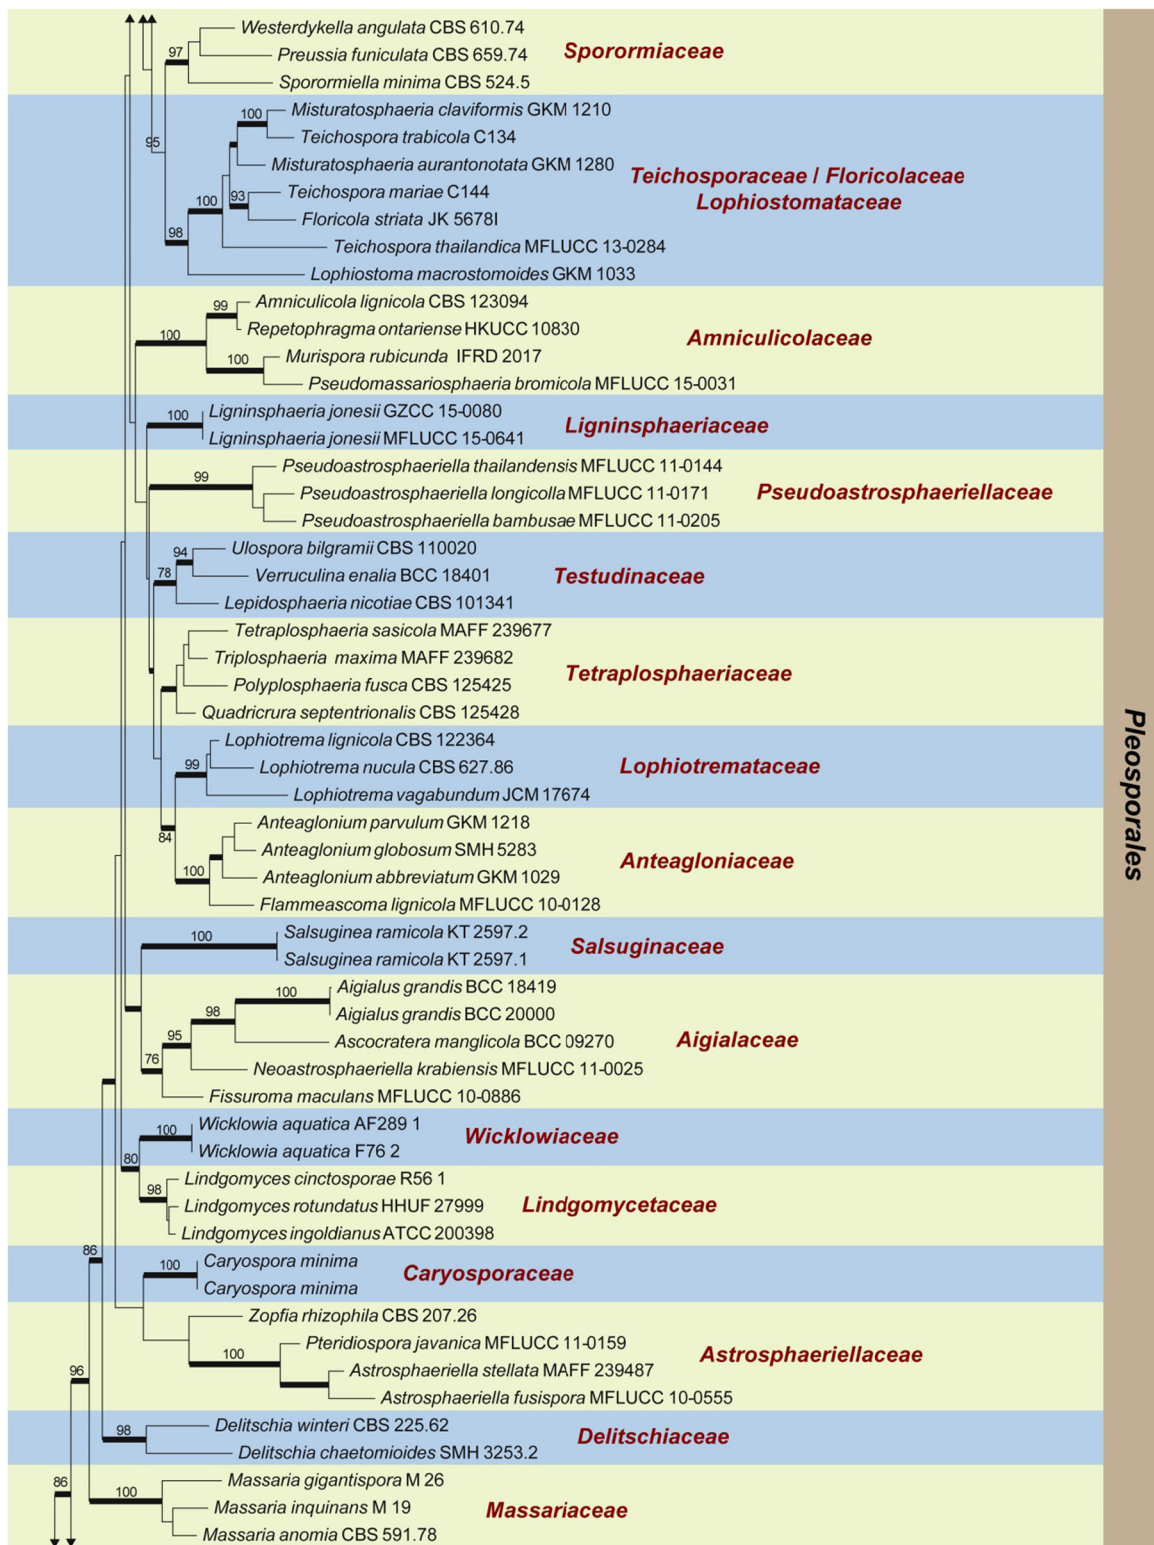 Westerdykella angulata CBS 610.74
97
Preussia funiculata CBS 659.74
Sporormiaceae
Sporormiella minima CBS 524.5
100
Misturatosphaeria claviformis GKM 1210
95
Teichospora trabicola C134
Misturatosphaeria aurantonotata GKM 1280
Teichosporaceae / Floricolaceae
Lophiostomataceae
93
Teichospora mariae C144
100
Floricola striata JK 5678I
98
Teichospora thailandica MFLUCC 13-0284
Lophiostoma macrostomoides GKM 1033
99
Amniculicola lignicola CBS 123094
100
Repetophragma ontariense HKUCC 10830
Amniculicolaceae
100
Murispora rubicunda IFRD 2017
Pseudomassariosphaeria bromicola MFLUCC 15-0031
100
Ligninsphaeria jonesii GZCC 15-0080
Ligninsphaeria jonesii MFLUCC 15-0641
Ligninsphaeriaceae
99
Pseudoastrosphaeriella thailandensis MFLUCC 11-0144
Pseudoastrosphaeriella longicolla MFLUCC 11-0171
Pseudoastrosphaeriellaceae
Pseudoastrosphaeriella bambusae MFLUCC 11-0205
94
Ulospora bilgramii CBS 110020
78
Verruculina enalia BCC 18401
Testudinaceae
Lepidosphaeria nicotiae CBS 101341
Tetraplosphaeria sasicola MAFF 239677
Triplosphaeria maxima MAFF 239682
Tetraplosphaeriaceae
Polyplosphaeria fusca CBS 125425
Quadricrura septentrionalis CBS 125428
Lophiotrema lignicola CBS 122364
99
Lophiotrema nucula CBS 627.86
Lophiotremataceae
Lophiotrema vagabundum JCM 17674
84
Anteaglonium parvulum GKM 1218
Anteaglonium globosum SMH 5283
Anteagloniaceae
100
Anteaglonium abbreviatum GKM 1029
Flammeascoma lignicola MFLUCC 10-0128
100
Salsuginea ramicola KT 2597.2
Salsuginea ramicola KT 2597.1
Salsuginaceae
100
Aigialus grandis BCC 18419
98
Aigialus grandis BCC 20000
95
Ascocratera manglicola BCC 09270
Aigialaceae
76
Neoastrosphaeriella krabiensis MFLUCC 11-0025
Fissuroma maculans MFLUCC 10-0886
100
Wicklowia aquatica AF289 1
Wicklowia aquatica F76 2
Wicklowiaceae
80
98
Lindgomyces cinctosporae R56 1
Lindgomyces rotundatus HHUF 27999
Lindgomycetaceae
Lindgomyces ingoldianus ATCC 200398
86
100
Caryospora minima
Caryospora minima
Caryosporaceae
Zopfia rhizophila CBS 207.26
100
Pteridiospora javanica MFLUCC 11-0159
Astrosphaeriellaceae
96
Astrosphaeriella stellata MAFF 239487
Astrosphaeriella fusispora MFLUCC 10-0555
98
Delitschia winteri CBS 225.62
Delitschia chaetomioides SMH 3253.2
Delitschiaceae
86
100
Massaria gigantispora M 26
Massaria inquinans M 19
Massariaceae
Massaria anomia CBS 591.78
Pleosporales